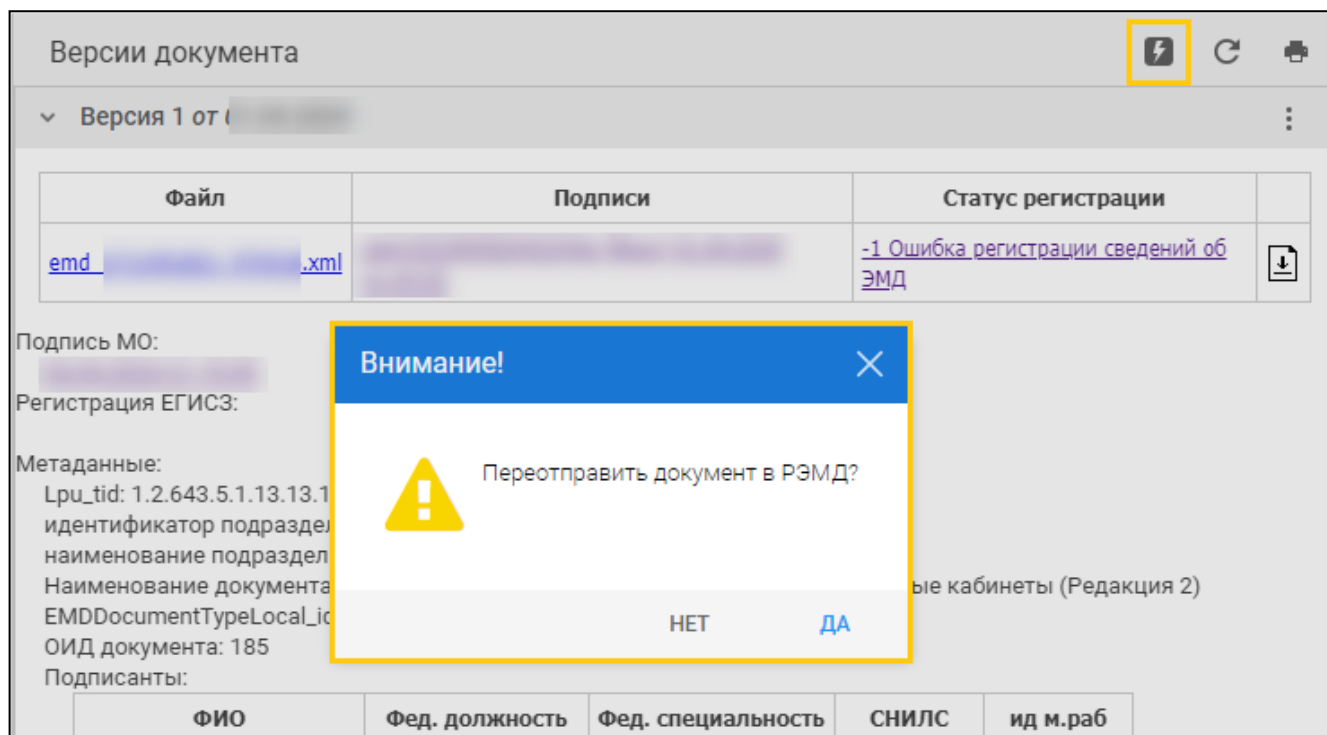 Версии документа
Версия 1 от
Файл Подписи Статус регистрации
emd_ .xml -1 Ошибка регистрации сведений об
ЭМД
Подпись МО:
Внимание!
Регистрация ЕГИСЗ:
Метаданные:
Переотправить документ в РЭМД?
Lpu_tid: 1.2.643.5.1.13.13.1
идентификатор
наименование
Наименование документа ые кабинеты (Редакция 2)
НЕТ ДА
ОИД документа: 185
Подписанты:
ФИО Фед. должность Фед. специальность СНИЛС ид м.раб